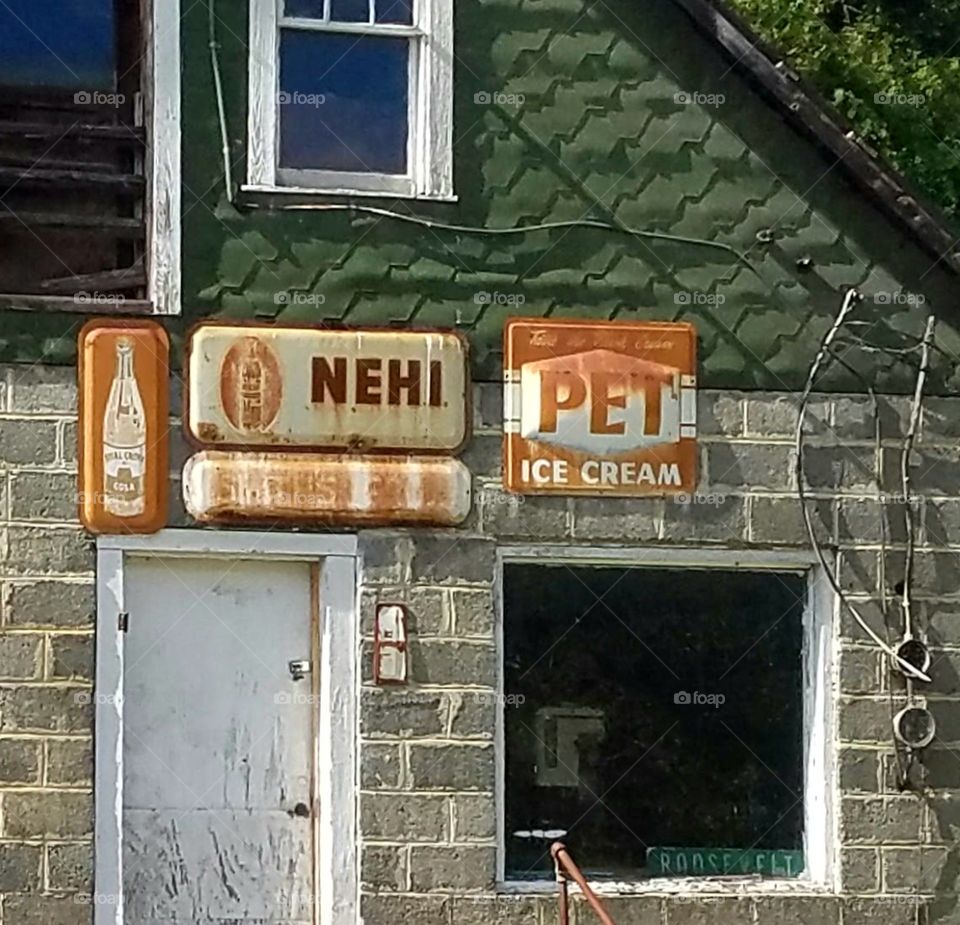 NEHI
PET
ICE CREAM
ROYAL CROWN
COLA
ROOSEVELT